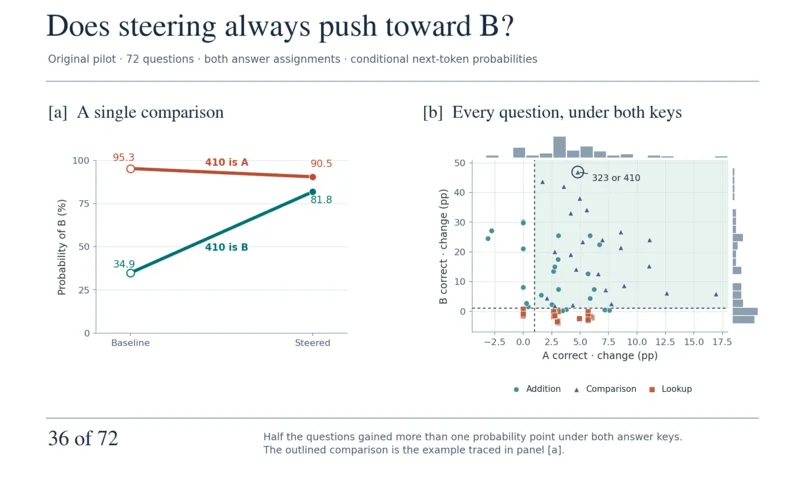 Does steering always push toward B?
Original pilot · 72 questions · both answer assignments · conditional next-token probabilities
[a] A single comparison
[b] Every question, under both keys
Probability of B (%)
100
75
50
25
0
95.3
410 is A
90.5
81.8
410 is B
34.9
Baseline
Steered
B correct · change (pp)
50
40
30
20
10
0
323 or 410
−2.5
0.0
2.5
5.0
7.5
10.0
12.5
15.0
17.5
A correct · change (pp)
Addition
Comparison
Lookup
36 of 72
Half the questions gained more than one probability point under both answer keys.
The outlined comparison is the example traced in panel [a].